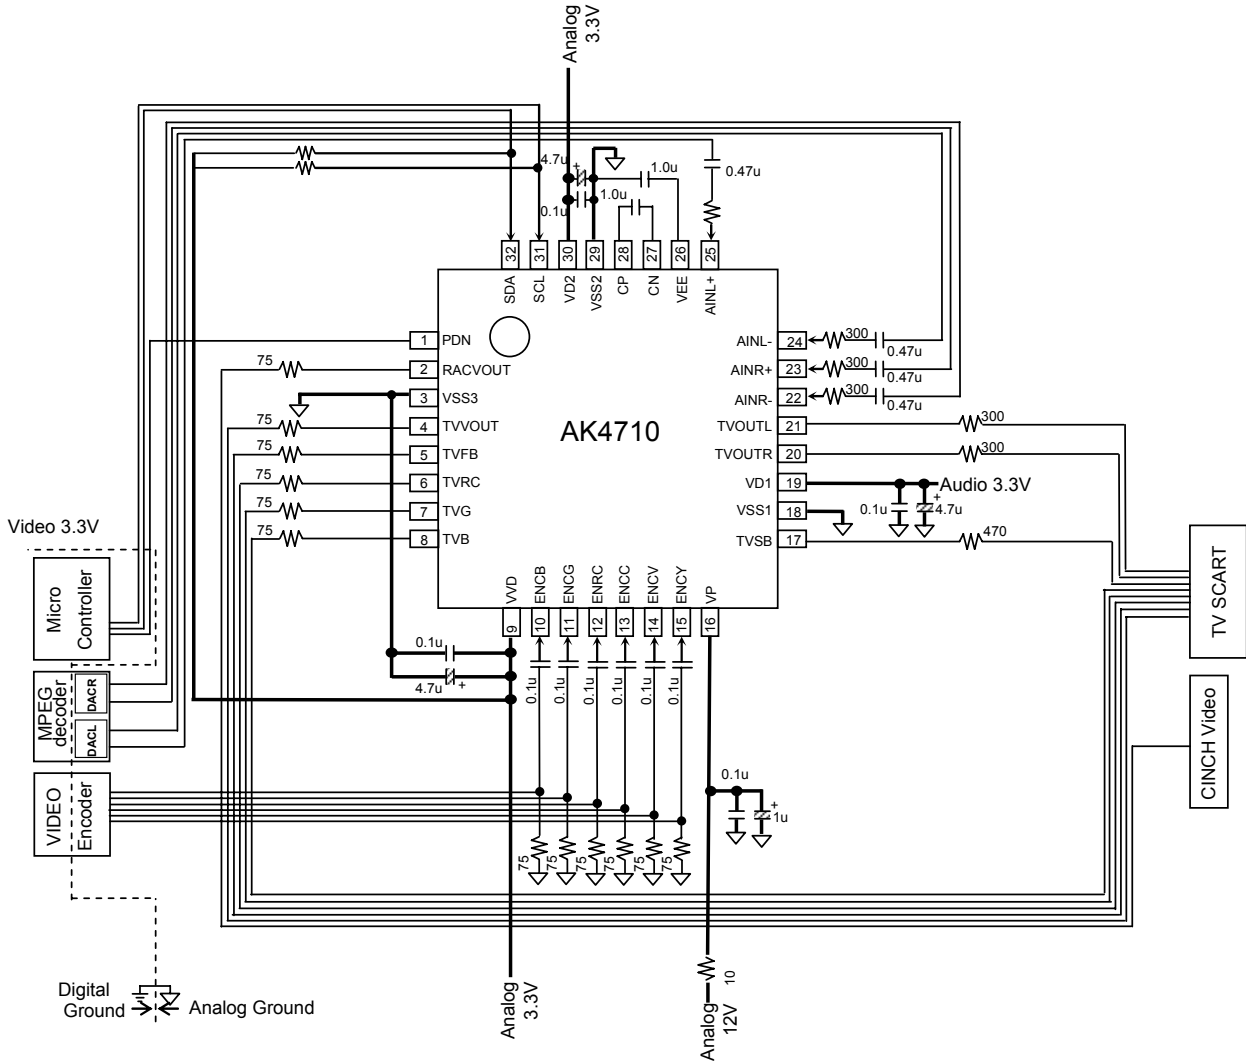 Analog
3.3V
4.7u
+
1.0u
0.47u
1.0u
0.1u
32
31
30
29
28
27
26
25
SDA
SCL
VD2
VSS2
CP
CN
VEE
AINL+
1
PDN
AINL-
24
300
0.47u
75
2
RACVOUT
AINR+
23
300
0.47u
3
VSS3
AINR-
22
300
0.47u
75
4
TVVOUT
AK4710
TVOUTL
21
300
75
5
TVFB
TVOUTR
20
300
75
6
TVRC
VD1
19
Audio 3.3V
0.1u
+
4.7u
75
7
TVG
VSS1
18
75
8
TVB
TVSB
17
470
Video 3.3V
VVD
ENCB
ENCG
ENRC
ENCC
ENCV
ENCY
VP
9
10
11
12
13
14
15
16
Micro
Controller
TV SCART
0.1u
4.7u
+
0.1u
0.1u
0.1u
0.1u
0.1u
0.1u
MPEG
decoder
DACR
DACL
CINCH Video
VIDEO
Encoder
0.1u
+
1u
75
75
75
75
75
75
10
Digital
Ground
Analog Ground
Analog
3.3V
Analog
12V